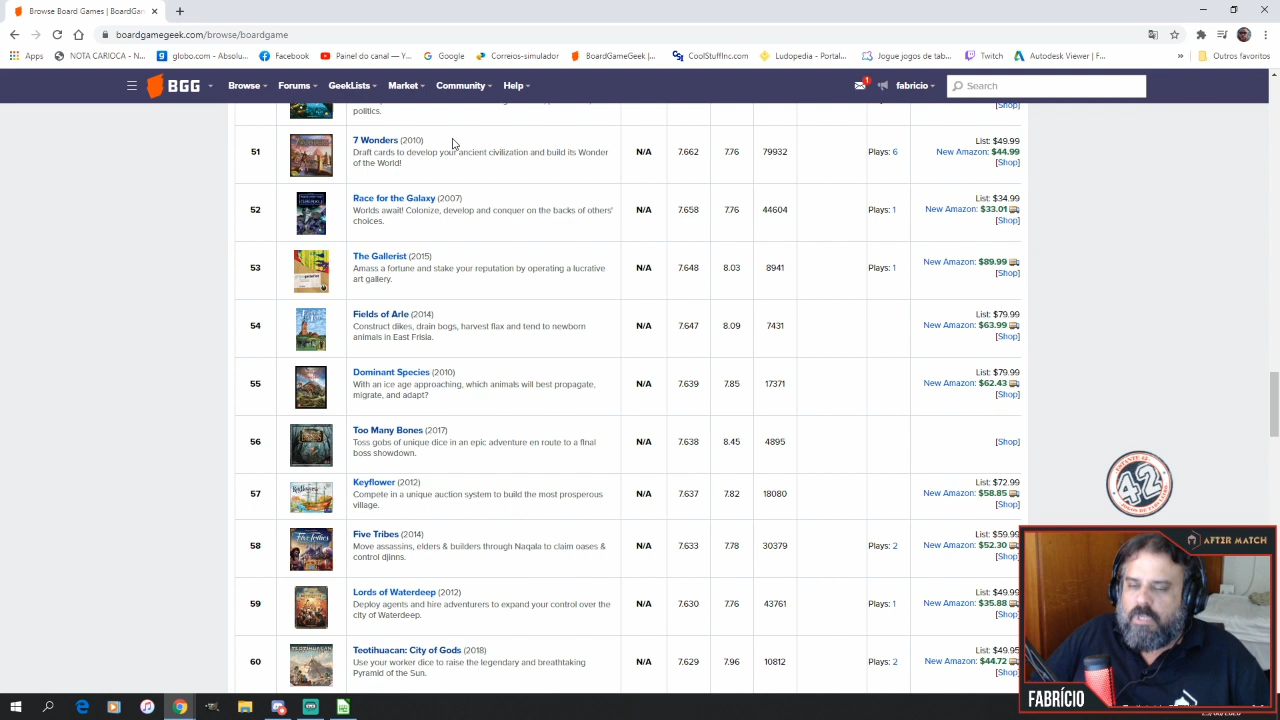 Browse Board Games | BoardGam
boardgamegeek.com/browse/boardgame
Apps
NOTA CARIOCA - N...
globo.com - Absolu...
Facebook
Painel do canal — Y...
Google
Correios-simulador
BoardGameGeek |...
CoolStuffInc.com
Ludopedia - Portal...
Jogue jogos de tab...
Twitch
Autodesk Viewer | F...
BGG
Browse
Forums
GeekLists
Market
Community
Help
1
fabricio
Search
politics.
[Shop]
51
7 Wonders (2010)
Draft cards to develop your ancient civilization and build its Wonder
of the World!
N/A
7.662
7.76
79932
Plays: 6
List: $49.99
New Amazon: $44.99
[Shop]
52
Race for the Galaxy (2007)
Worlds await! Colonize, develop and conquer on the backs of others'
choices.
N/A
7.658
7.76
44604
Plays: 1
List: $34.99
New Amazon: $33.01
[Shop]
53
The Gallerist (2015)
Amass a fortune and stake your reputation by operating a lucrative
art gallery.
N/A
7.648
8941
Plays: 1
New Amazon: $89.99
[Shop]
54
Fields of Arle (2014)
Construct dikes, drain bogs, harvest flax and tend to newborn
animals in East Frisia.
N/A
7.647
8.09
7431
List: $79.99
New Amazon: $63.99
[Shop]
55
Dominant Species (2010)
With an ice age approaching, which animals will best propagate,
migrate, and adapt?
N/A
7.639
7.85
17371
List: $79.99
New Amazon: $62.43
[Shop]
56
Too Many Bones (2017)
Toss gobs of unique dice in an epic adventure en route to a final
boss showdown.
N/A
7.638
8.45
4895
[Shop]
57
Keyflower (2012)
Compete in a unique auction system to build the most prosperous
village.
N/A
7.637
7.82
18080
List: $72.99
New Amazon: $58.85
[Shop]
58
Five Tribes (2014)
Move assassins, elders & builders through Naqala to claim oases &
control djinns.
N/A
7.633
7.78
30379
Plays: 2
List: $59.99
New Amazon: $52.30
[Shop]
59
Lords of Waterdeep (2012)
Deploy agents and hire adventurers to expand your control over the
city of Waterdeep.
N/A
7.630
7.76
43761
Plays: 1
List: $49.99
New Amazon: $35.88
[Shop]
60
Teotihuacan: City of Gods (2018)
Use your worker dice to raise the legendary and breathtaking
Pyramid of the Sun.
N/A
7.629
7.96
10812
Plays: 2
List: $49.95
New Amazon: $44.72
[Shop]
42
AFTER MATCH
FABRÍCIO